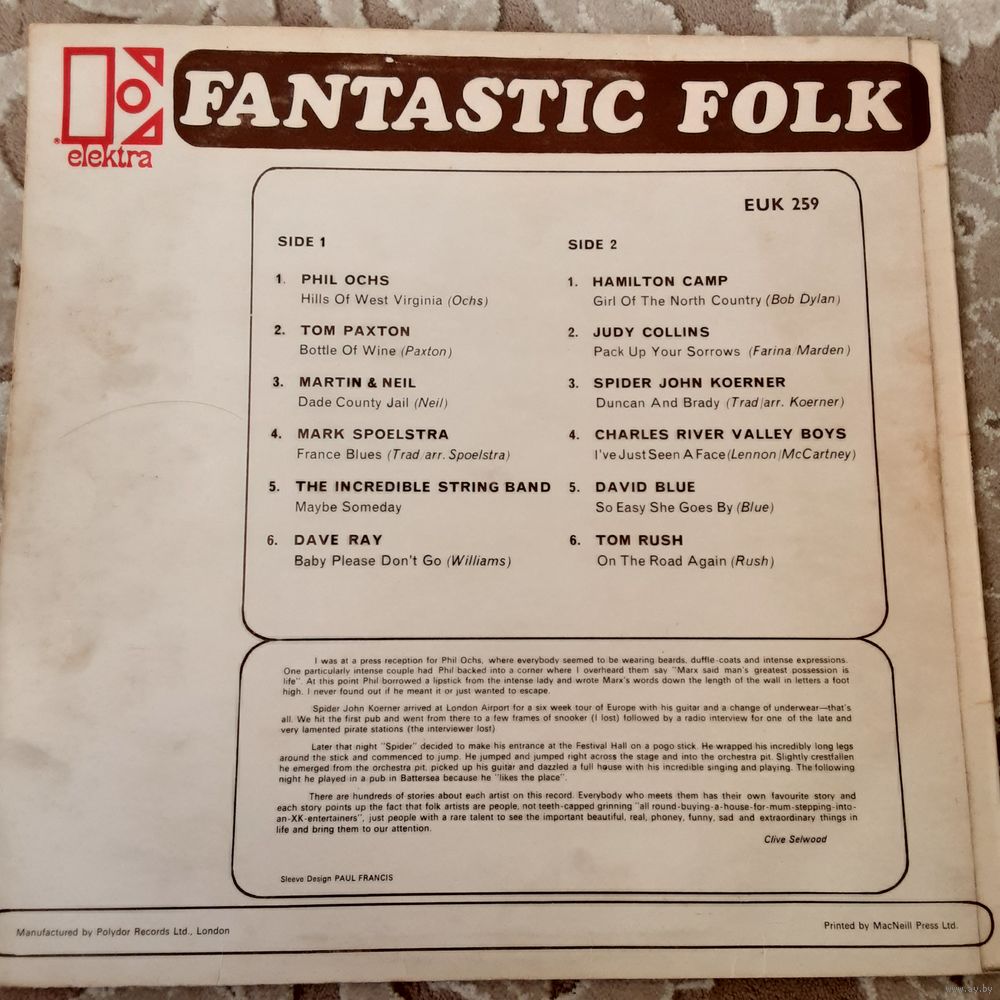 elektra
FANTASTIC FOLK
EUK 259
SIDE 1
1. PHIL OCHS
Hills Of West Virginia (Ochs)
2. TOM PAXTON
Bottle Of Wine (Paxton)
3. MARTIN & NEIL
Dade County Jail (Neil)
4. MARK SPOELSTRA
France Blues (Trad/arr. Spoelstra)
5. THE INCREDIBLE STRING BAND
Maybe Someday
6. DAVE RAY
Baby Please Don't Go (Williams)
SIDE 2
1. HAMILTON CAMP
Girl Of The North Country (Bob Dylan)
2. JUDY COLLINS
Pack Up Your Sorrows (Farina/Marden)
3. SPIDER JOHN KOERNER
Duncan And Brady (Trad/arr. Koerner)
4. CHARLES RIVER VALLEY BOYS
I've Just Seen A Face (Lennon/McCartney)
5. DAVID BLUE
So Easy She Goes By (Blue)
6. TOM RUSH
On The Road Again (Rush)
I was at a press reception for Phil Ochs, where everybody seemed to be wearing beards, duffle-coats and intense expressions.
One particularly intense couple had Phil backed into a corner where I overheard them say "Marx said man's greatest possession is
life". At this point Phil borrowed a lipstick from the intense lady and wrote Marx's words down the length of the wall in letters a foot
high. I never found out if he meant it or just wanted to escape.
Spider John Koerner arrived at London Airport for a six week tour of Europe with his guitar and a change of underwear—that's
all. We hit the first pub and went from there to a few frames of snooker (I lost) followed by a radio interview for one of the late and
very lamented pirate stations (the interviewer lost)
Later that night "Spider" decided to make his entrance at the Festival Hall on a pogo stick. He wrapped his incredibly long legs
around the stick and commenced to jump. He jumped and jumped right across the stage and into the orchestra pit. Slightly crestfallen
he emerged from the orchestra pit, picked up his guitar and dazzled a full house with his incredible singing and playing. The following
night he played in a pub in Battersea because he "likes the place".
There are hundreds of stories about each artist on this record. Everybody who meets them has their own favourite story and
each story points up the fact that folk artists are people, not teeth-capped grinning "all round-buying-a-house-for-mum-stepping-into-
an-XK-entertainers", just people with a rare talent to see the important beautiful, real, phoney, funny, sad and extraordinary things in
life and bring them to our attention.
Clive Selwood
Sleeve Design PAUL FRANCIS
Manufactured by Polydor Records Ltd., London
Printed by MacNeill Press Ltd.
www.ay.by